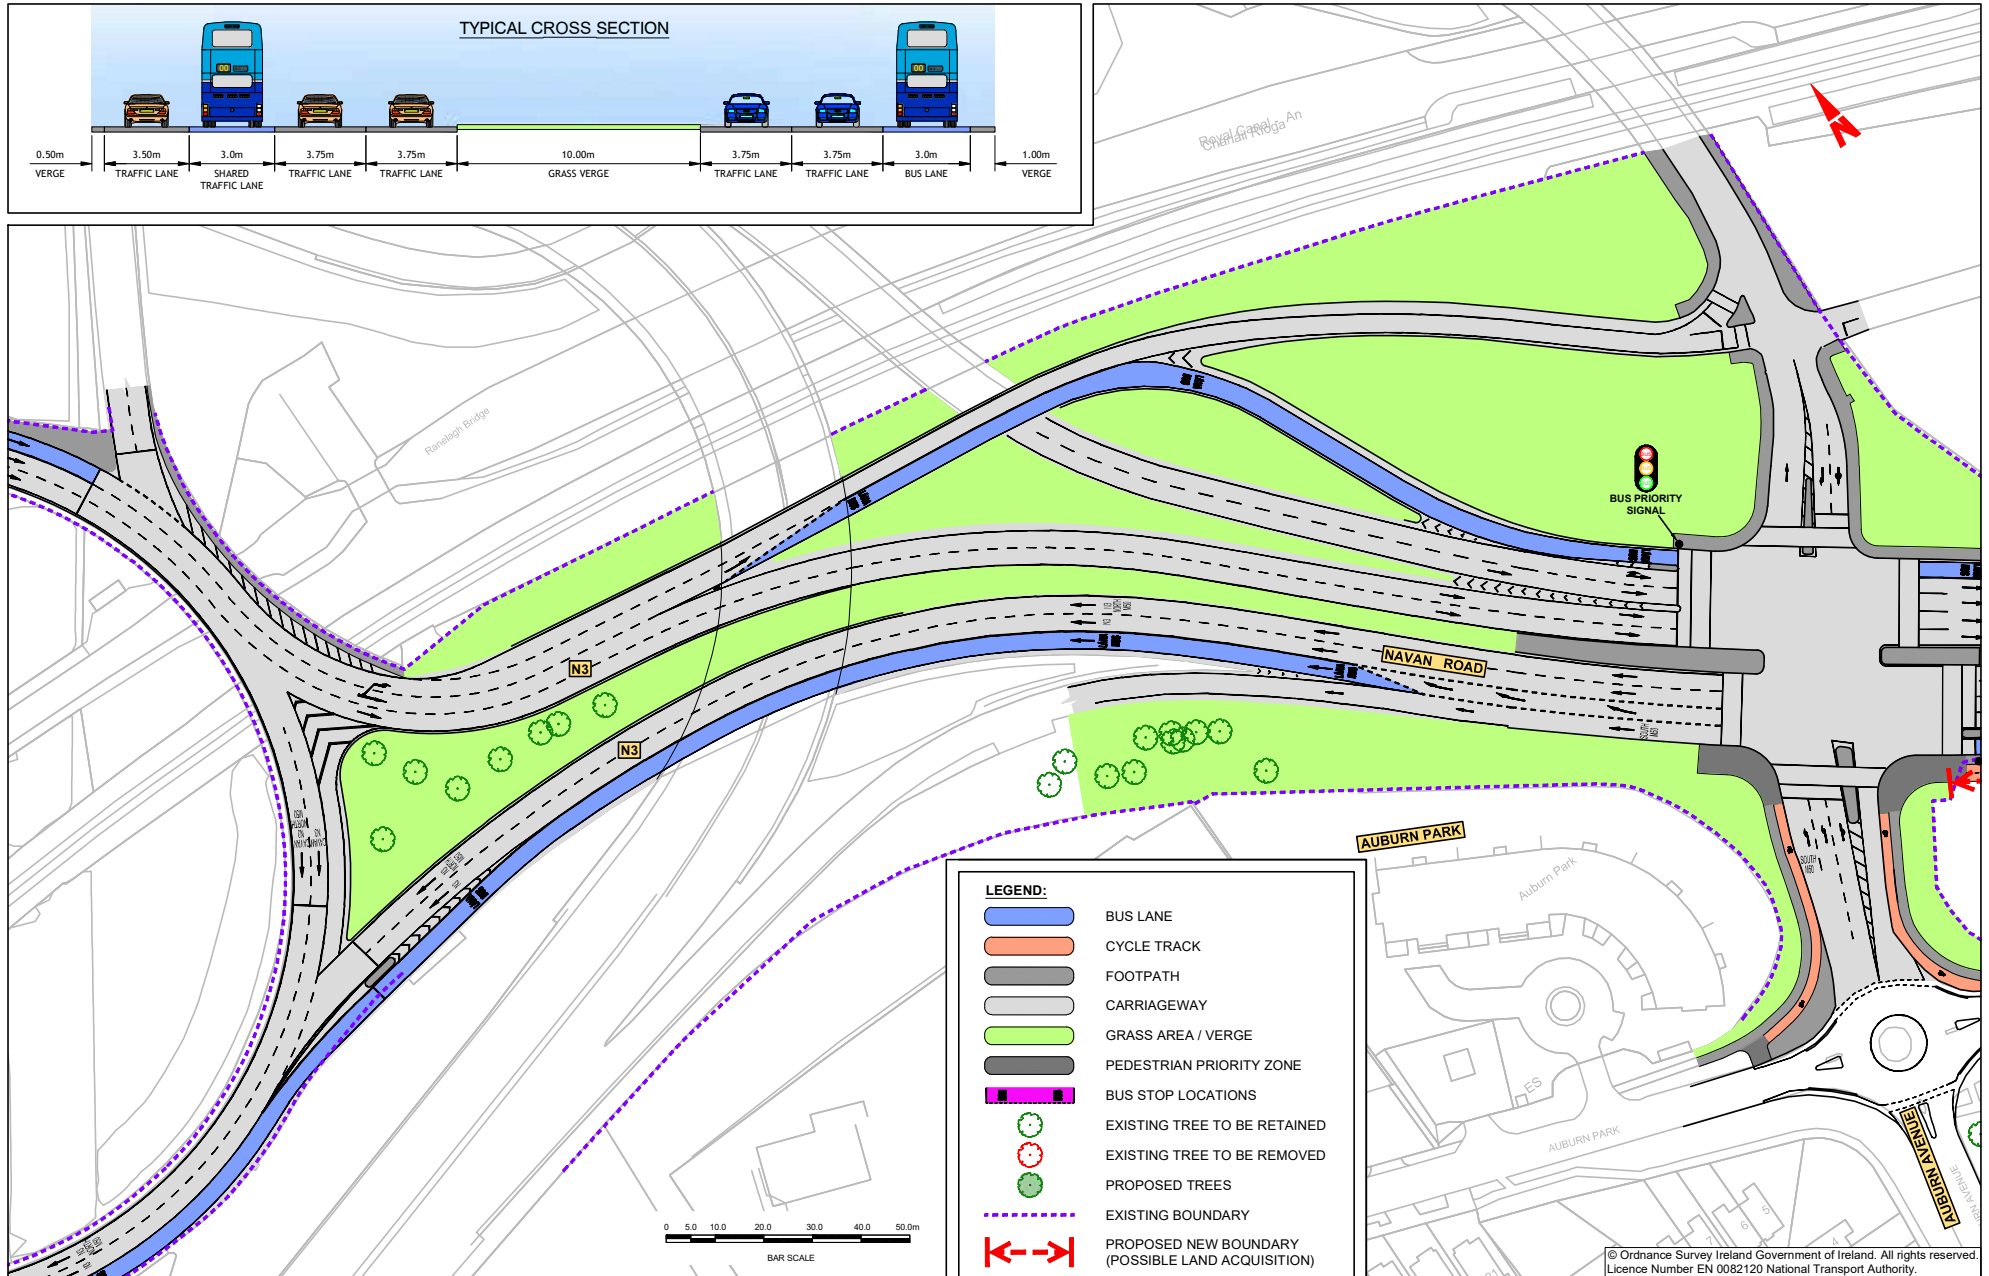 TYPICAL CROSS SECTION
0.50m
3.50m
3.0m
3.75m
3.75m
10.00m
3.75m
3.75m
3.0m
1.00m
VERGE
TRAFFIC LANE
SHARED
TRAFFIC LANE
TRAFFIC LANE
TRAFFIC LANE
GRASS VERGE
TRAFFIC LANE
TRAFFIC LANE
BUS LANE
VERGE
Royal Canal - An
Chanáil Ríoga
N
Ranelagh Bridge
BUS PRIORITY
SIGNAL
N3
N3
NAVAN ROAD
AUBURN PARK
Auburn Park
AUBURN PARK
AUBURN AVENUE
LEGEND:
BUS LANE
CYCLE TRACK
FOOTPATH
CARRIAGEWAY
GRASS AREA / VERGE
PEDESTRIAN PRIORITY ZONE
BUS STOP LOCATIONS
EXISTING TREE TO BE RETAINED
EXISTING TREE TO BE REMOVED
PROPOSED TREES
EXISTING BOUNDARY
PROPOSED NEW BOUNDARY
(POSSIBLE LAND ACQUISITION)
0 5.0 10.0 20.0 30.0 40.0 50.0m
BAR SCALE
© Ordnance Survey Ireland Government of Ireland. All rights reserved.
Licence Number EN 0082120 National Transport Authority.